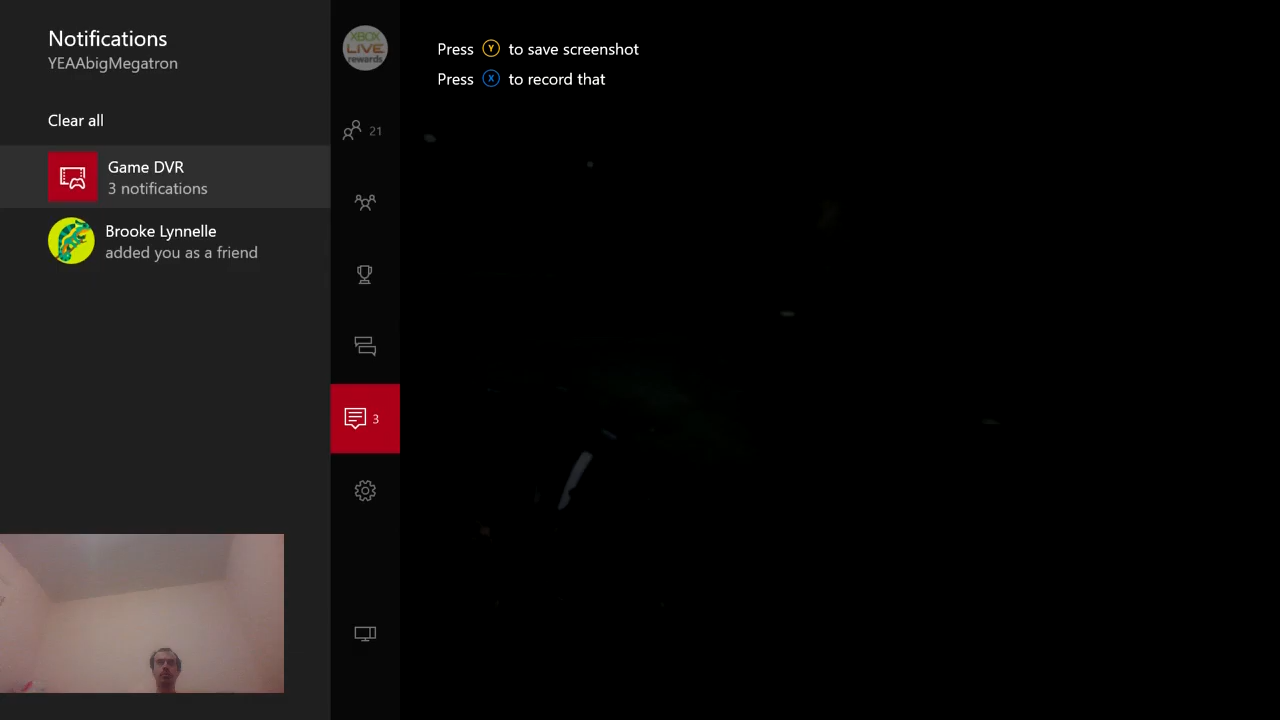 Notifications
YEAAbigMegatron
Clear all
Game DVR
3 notifications
Brooke Lynnelle
added you as a friend
XBOX
LIVE
rewards
21
3
Press Y to save screenshot
Press X to record that